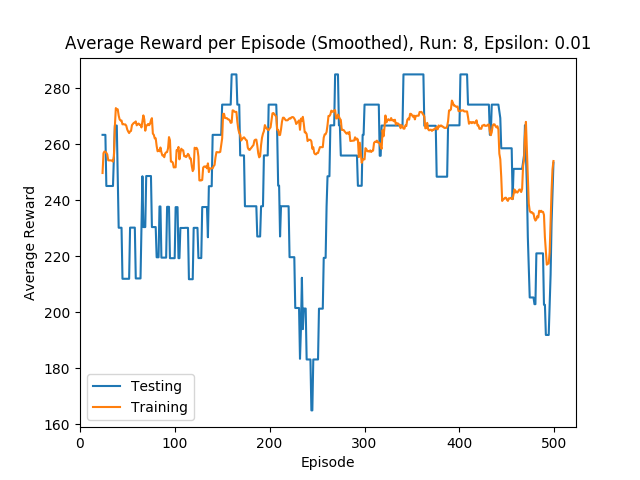 Average Reward per Episode (Smoothed), Run: 8, Epsilon: 0.01
Average Reward
280
260
240
220
200
180
160
Testing
Training
0 100 200 300 400 500
Episode